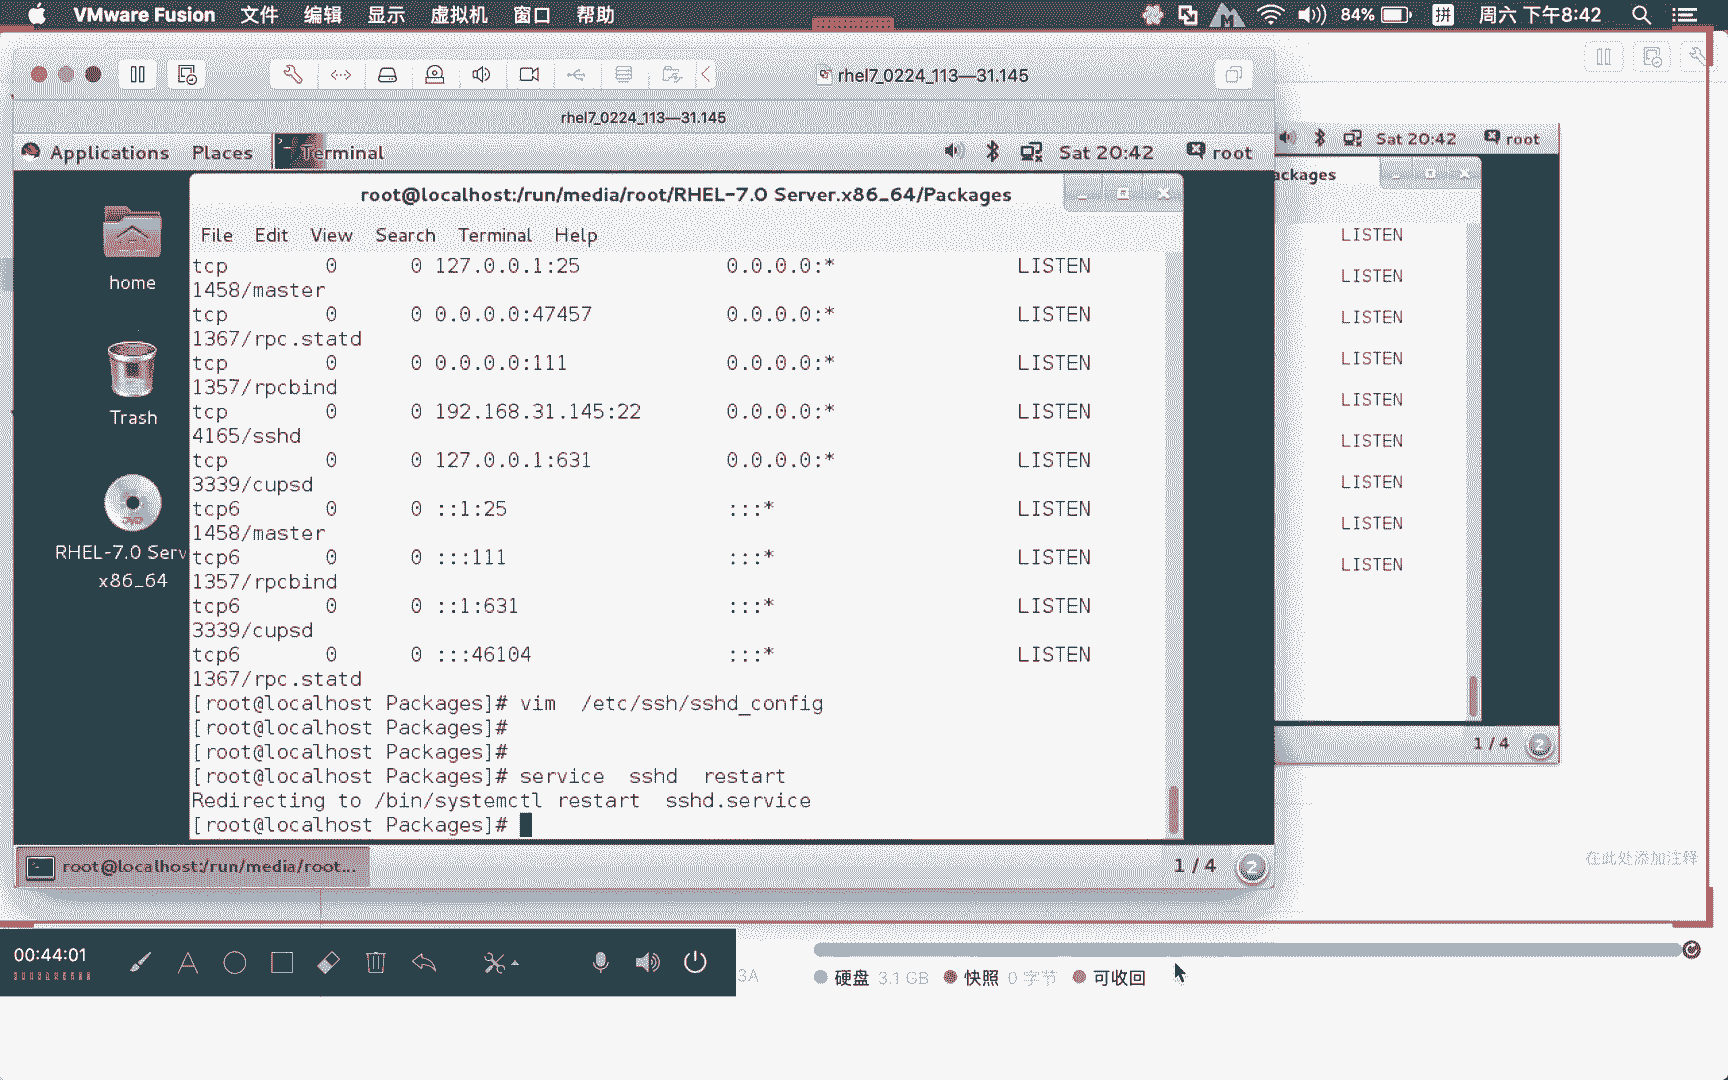 VMware Fusion 文件 编辑 显示 虚拟机 窗口 帮助 84% 拼 周六 下午8:42
rhel7_0224_113—31.145
rhel7_0224_113—31.145
Applications Places Terminal Sat 20:42 root
Sat 20:42 root
root@localhost:/run/media/root/RHEL-7.0 Server.x86_64/Packages
ackages
File Edit View Search Terminal Help
tcp 0 0 127.0.0.1:25 0.0.0.0:* LISTEN
1458/master
tcp 0 0 0.0.0.0:47457 0.0.0.0:* LISTEN
1367/rpc.statd
tcp 0 0 0.0.0.0:111 0.0.0.0:* LISTEN
1357/rpcbind
tcp 0 0 192.168.31.145:22 0.0.0.0:* LISTEN
4165/sshd
tcp 0 0 127.0.0.1:631 0.0.0.0:* LISTEN
3339/cupsd
tcp6 0 0 ::1:25 :::* LISTEN
1458/master
tcp6 0 0 :::111 :::* LISTEN
1357/rpcbind
tcp6 0 0 ::1:631 :::* LISTEN
3339/cupsd
tcp6 0 0 :::46104 :::* LISTEN
1367/rpc.statd
[root@localhost Packages]# vim /etc/ssh/sshd_config
[root@localhost Packages]#
[root@localhost Packages]#
[root@localhost Packages]# service sshd restart
Redirecting to /bin/systemctl restart sshd.service
[root@localhost Packages]#
home
Trash
RHEL-7.0 Serv
x86_64
LISTEN
LISTEN
LISTEN
LISTEN
LISTEN
LISTEN
LISTEN
LISTEN
LISTEN
1 / 4 2
root@localhost:/run/media/root... 1 / 4 2
在此处添加注释
00:44:01
3A
硬盘 3.1 GB 快照 0 字节 可收回